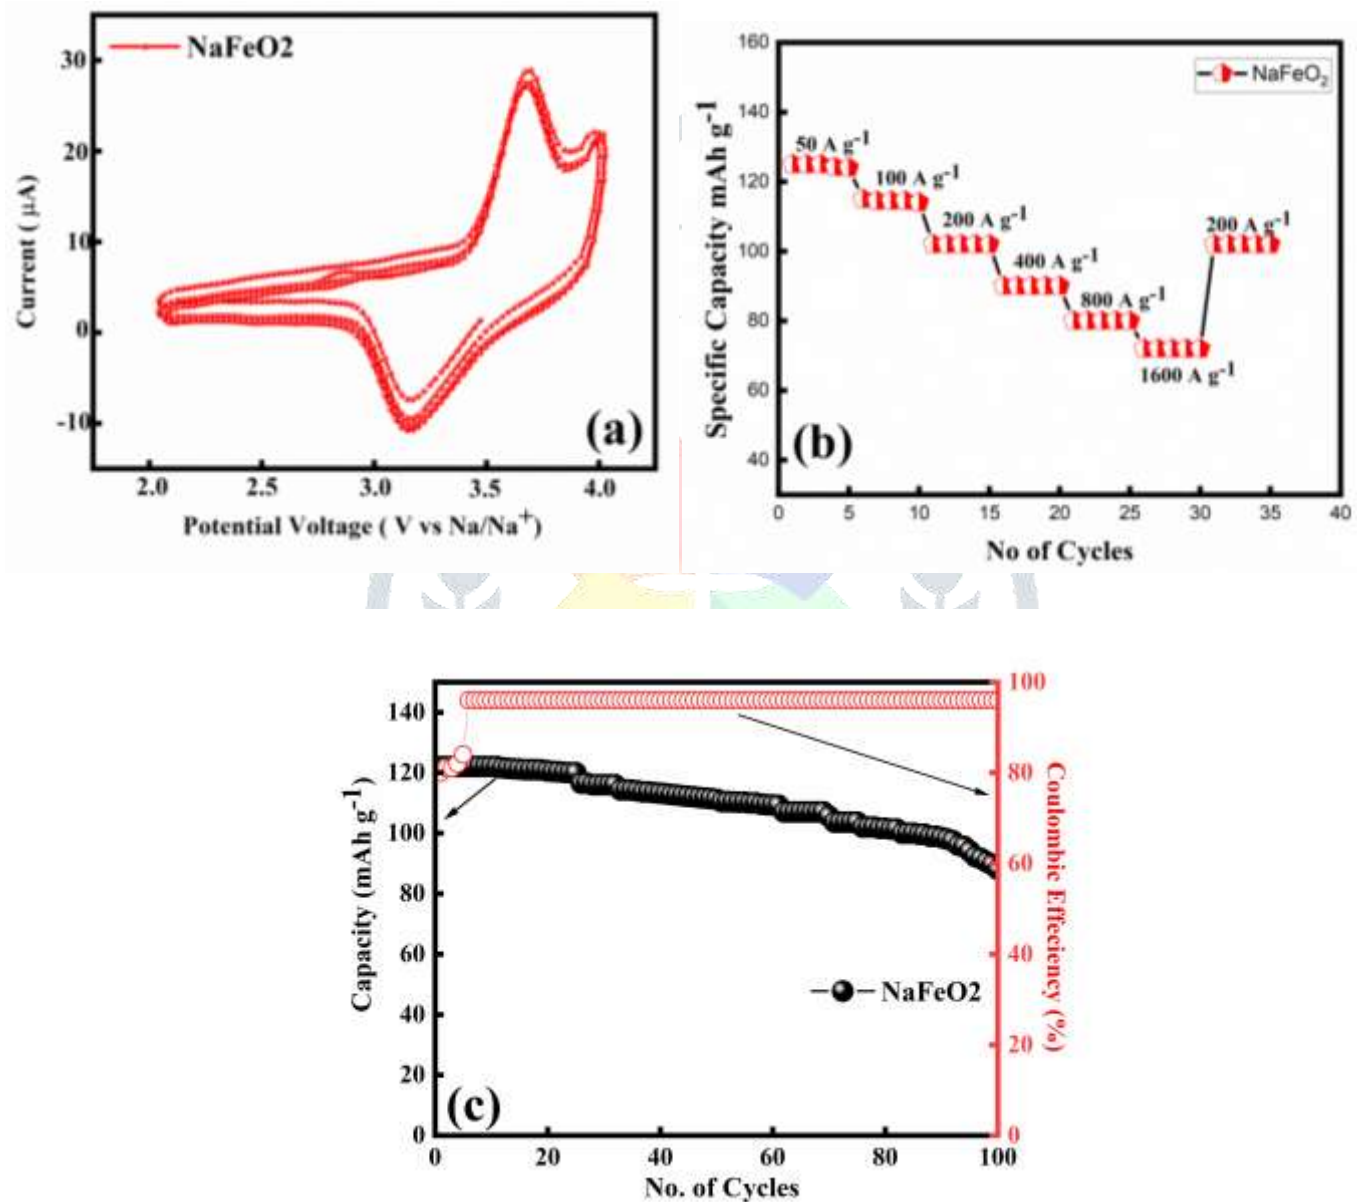 NaFeO2
30
20
10
0
-10
2.0 2.5 3.0 3.5 4.0
Current ( μA)
Potential Voltage ( V vs Na/Na+)
(a)
160
140
120
100
80
60
40
0 5 10 15 20 25 30 35 40
Specific Capacity mAh g-1
No of Cycles
NaFeO2
50 A g-1
100 A g-1
200 A g-1
400 A g-1
800 A g-1
1600 A g-1
200 A g-1
(b)
140
120
100
80
60
40
20
0
0 20 40 60 80 100
Capacity (mAh g-1)
No. of Cycles
100
80
60
40
20
0
Coulombic Effeciency (%)
NaFeO2
(c)